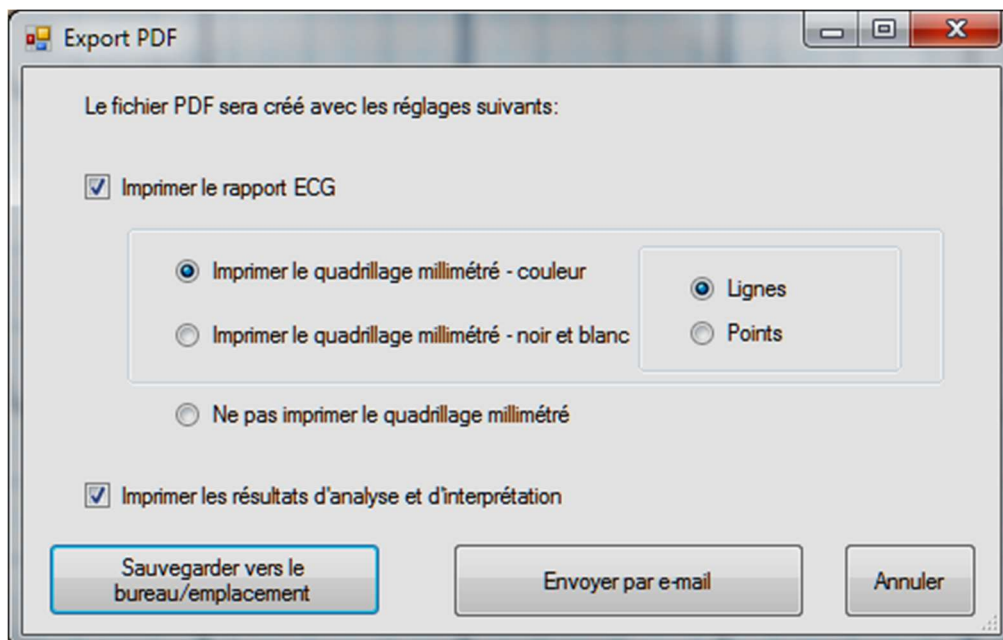 Export PDF
Le fichier PDF sera créé avec les réglages suivants:
Imprimer le rapport ECG
Imprimer le quadrillage millimétré - couleur
Lignes
Imprimer le quadrillage millimétré - noir et blanc
Points
Ne pas imprimer le quadrillage millimétré
Imprimer les résultats d'analyse et d'interprétation
Sauvegarder vers le
bureau/emplacement
Envoyer par e-mail
Annuler